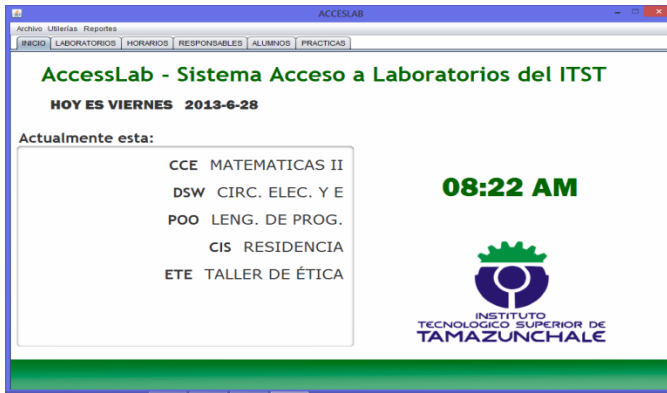 ACCESLAB
Archivo Utilerías Reportes
INICIO LABORATORIOS HORARIOS RESPONSABLES ALUMNOS PRACTICAS
AccessLab - Sistema Acceso a Laboratorios del ITST
HOY ES VIERNES 2013-6-28
Actualmente esta:
CCE MATEMATICAS II
DSW CIRC. ELEC. Y E
POO LENG. DE PROG.
CIS RESIDENCIA
ETE TALLER DE ÉTICA
08:22 AM
INSTITUTO
TECNOLOGICO SUPERIOR DE
TAMAZUNCHALE